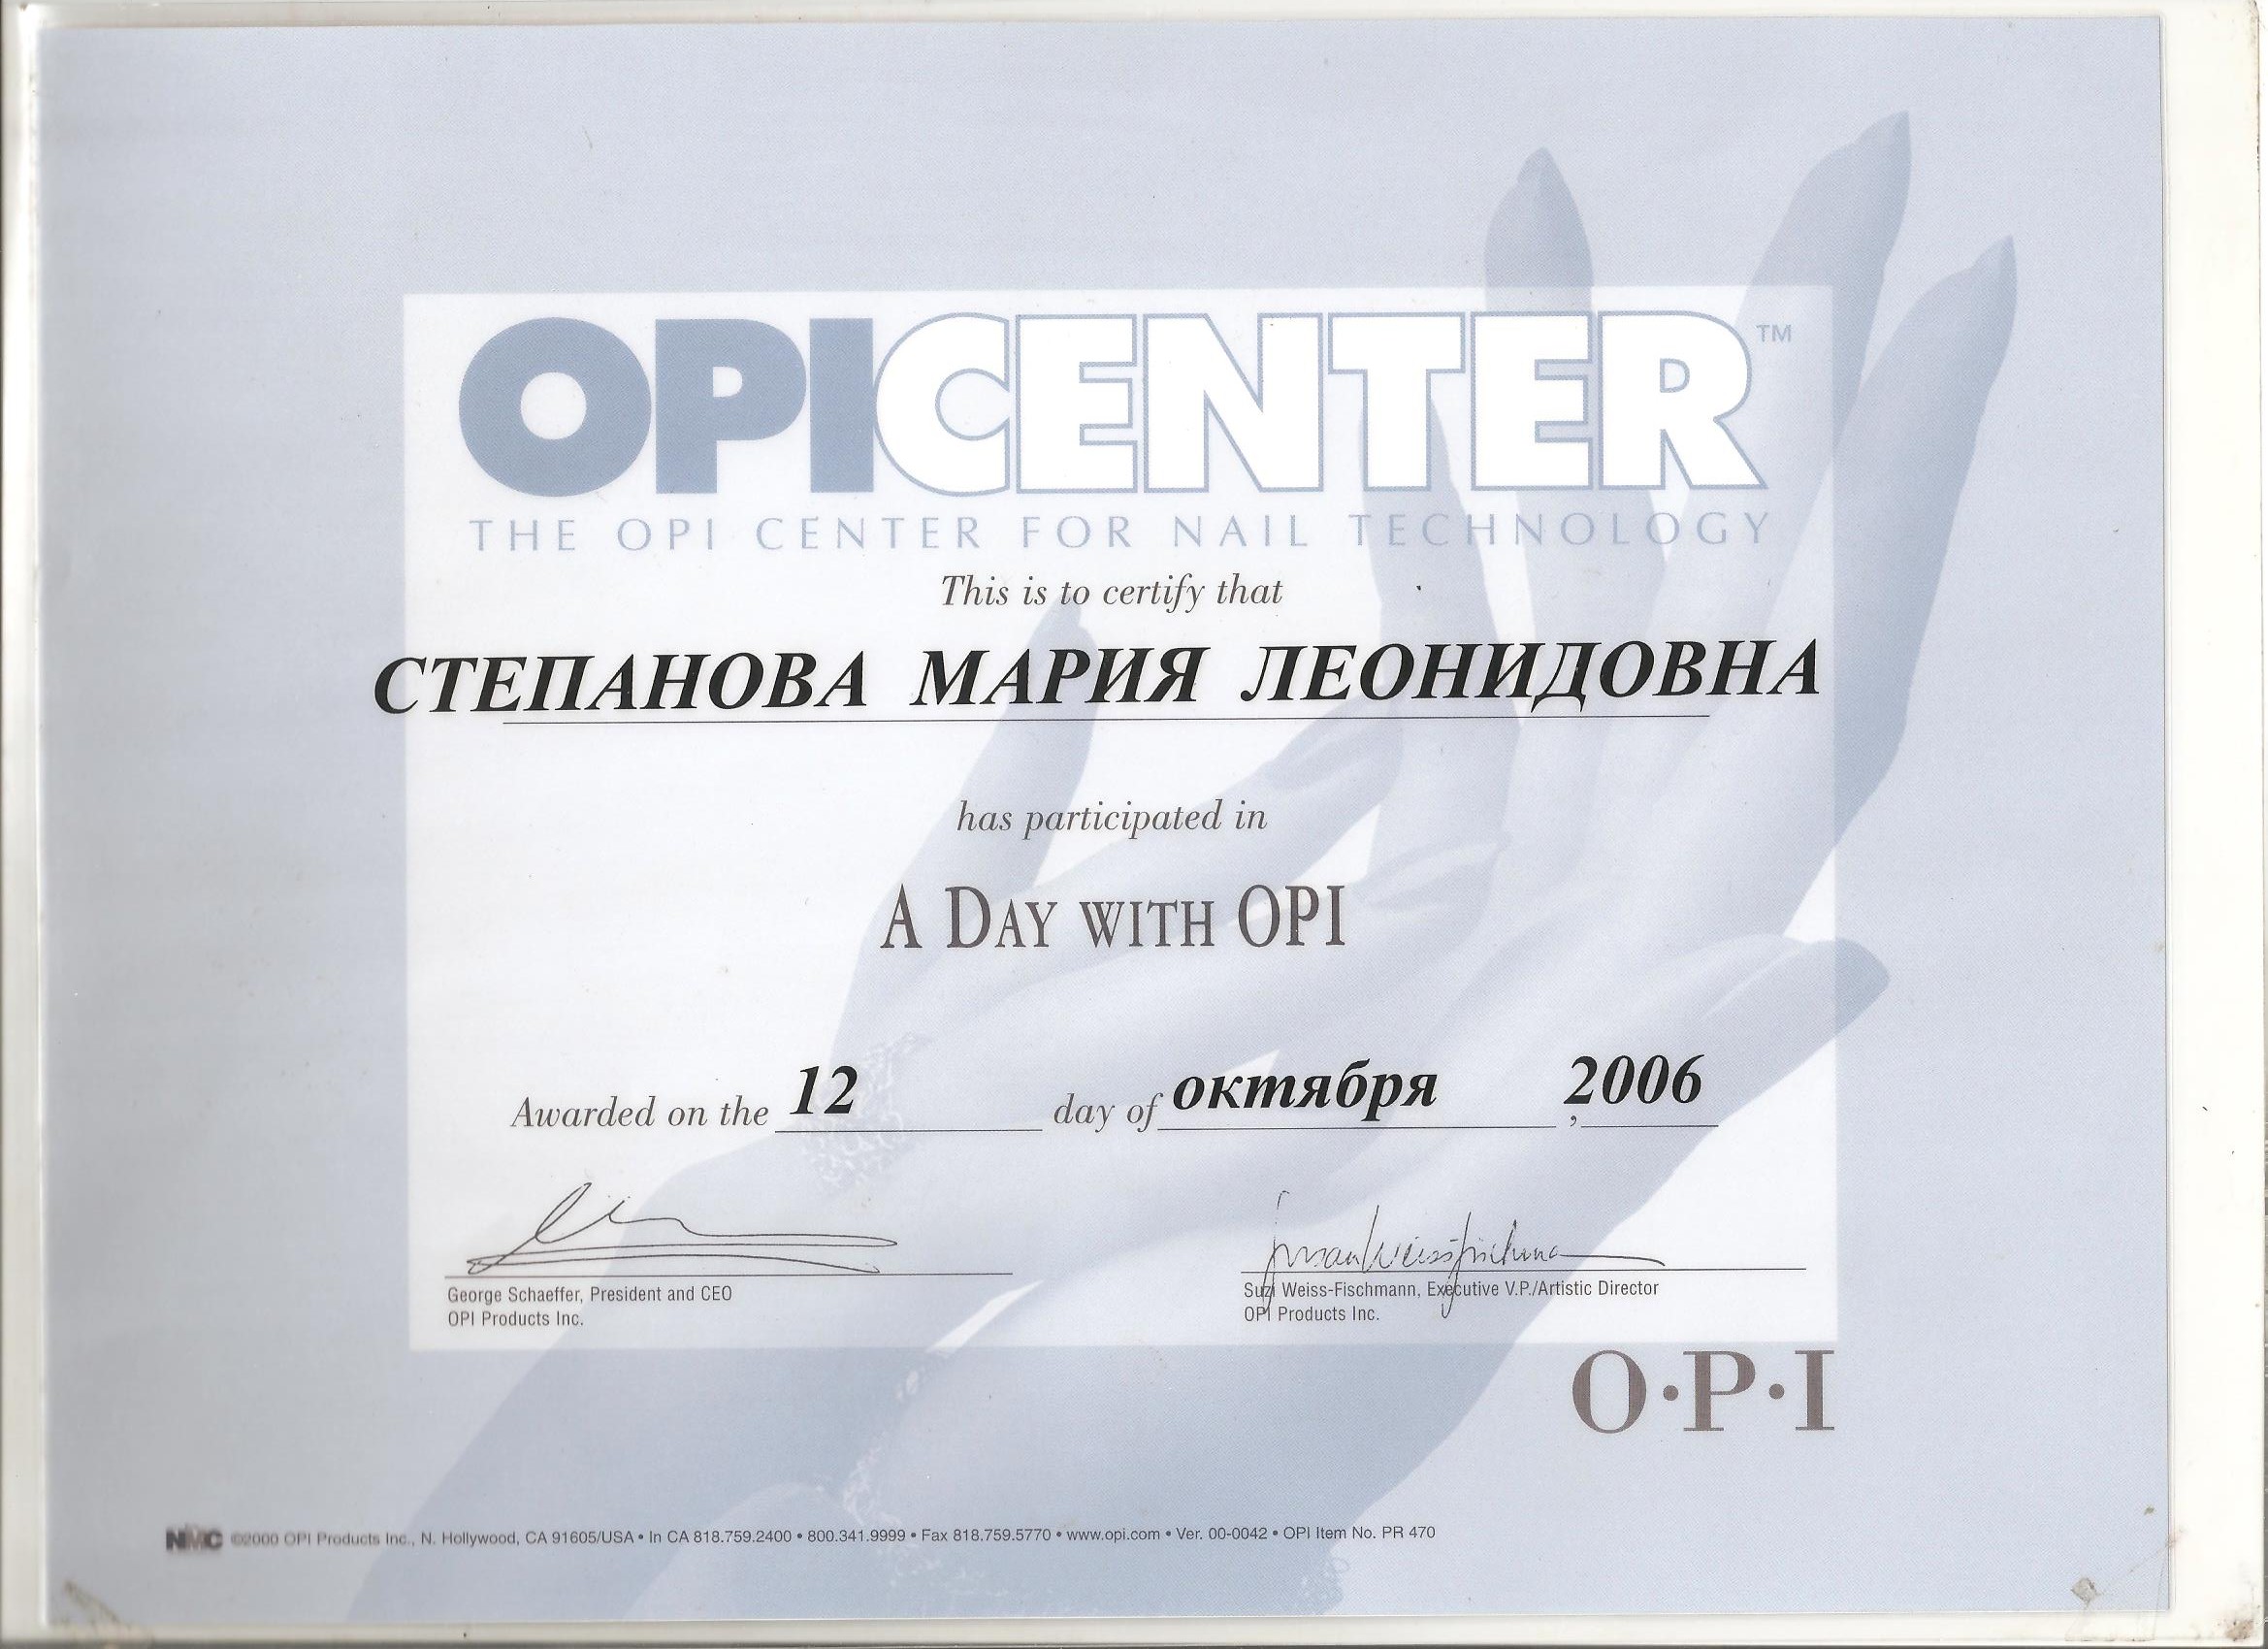 OPICENTER™
THE OPI CENTER FOR NAIL TECHNOLOGY
This is to certify that
СТЕПАНОВА МАРИЯ ЛЕОНИДОВНА
has participated in
A DAY WITH OPI
Awarded on the 12 day of октября, 2006
George Schaeffer, President and CEO
OPI Products Inc.
Suzi Weiss-Fischmann, Executive V.P./Artistic Director
OPI Products Inc.
O·P·I
NMC ©2000 OPI Products Inc., N. Hollywood, CA 91605/USA • In CA 818.759.2400 • 800.341.9999 • Fax 818.759.5770 • www.opi.com • Ver. 00-0042 • OPI Item No. PR 470